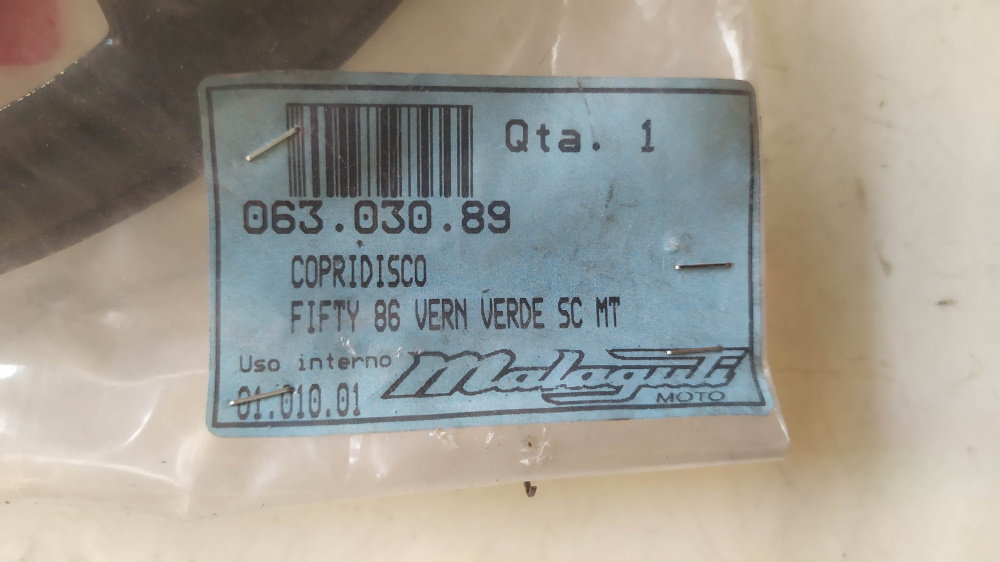 Qta. 1
063.030.89
COPRIDISCO
FIFTY 86 VERN VERDE SC MT
Uso interno
01.010.01
Malaguti
MOTO